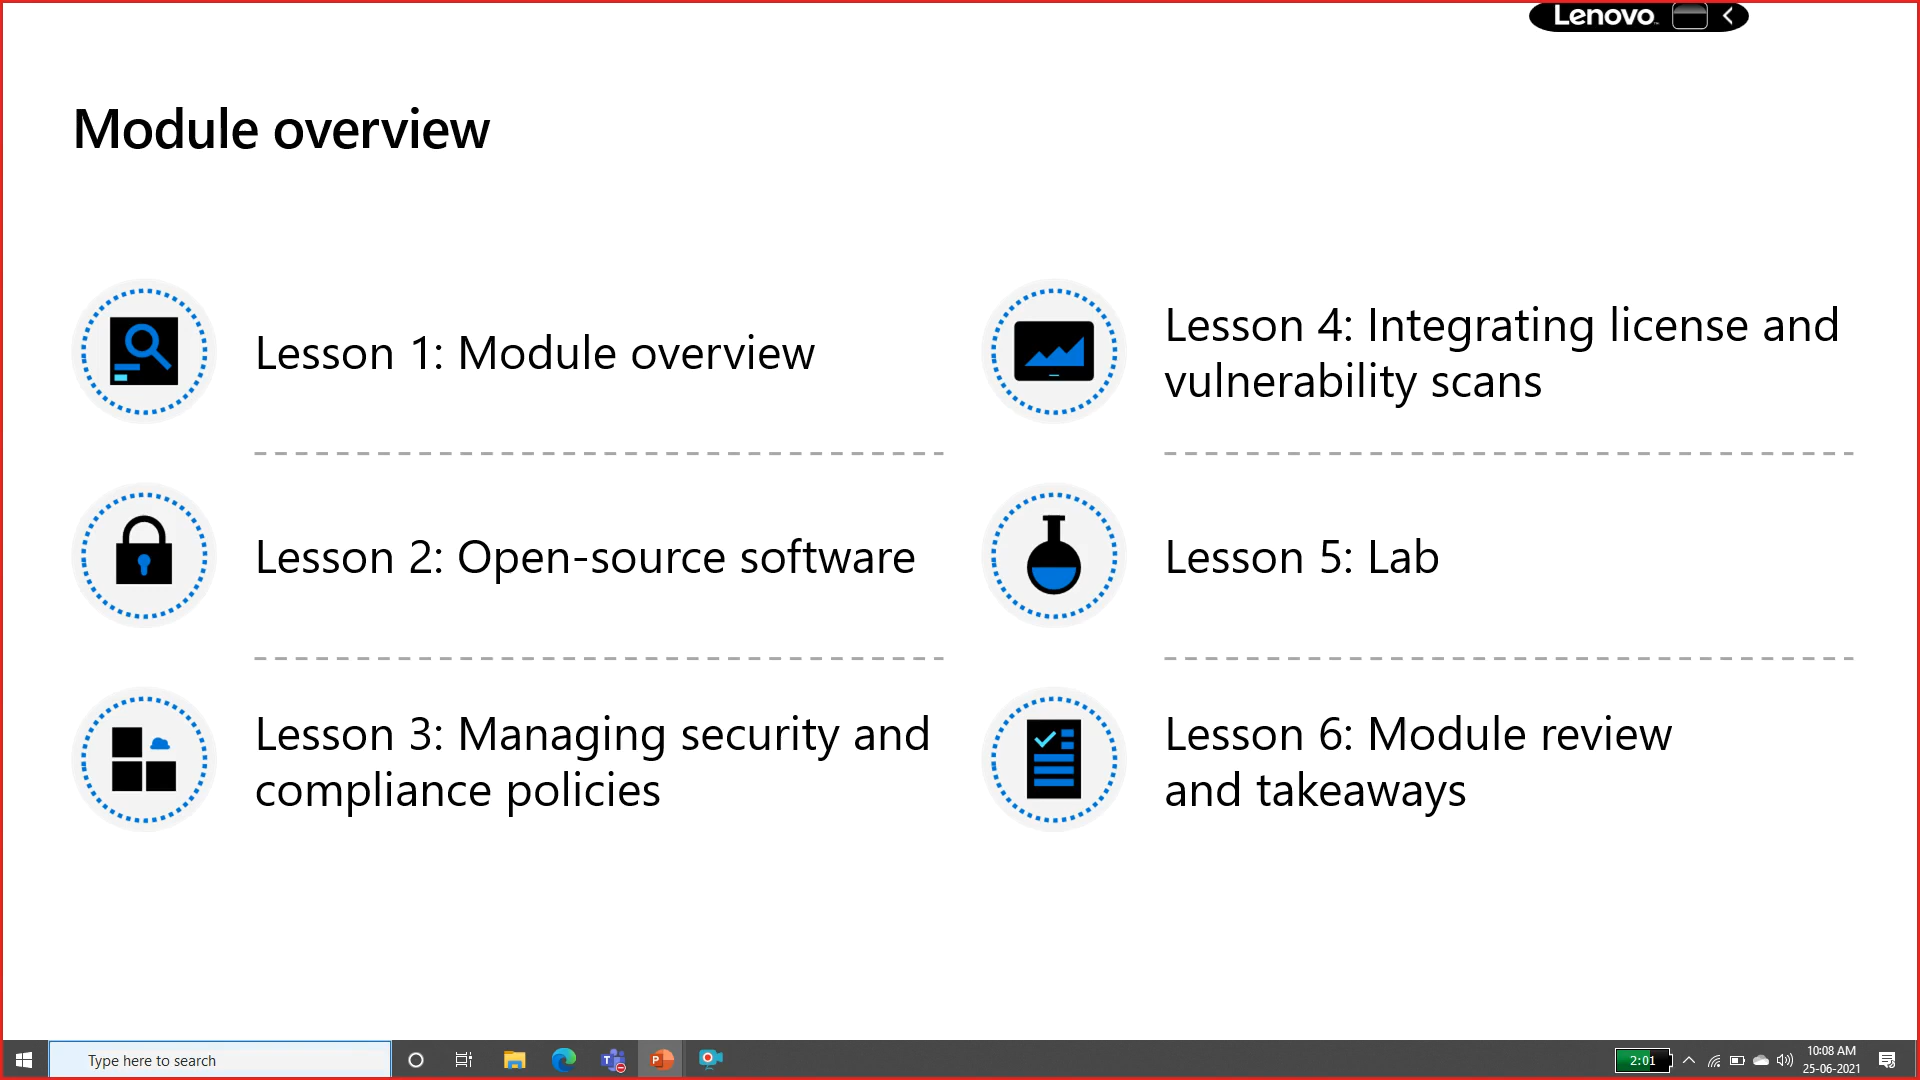 Lenovo
Module overview
Lesson 1: Module overview
Lesson 2: Open-source software
Lesson 3: Managing security and
compliance policies
Lesson 4: Integrating license and
vulnerability scans
Lesson 5: Lab
Lesson 6: Module review
and takeaways
Type here to search
2:01
10:08 AM
25-06-2021